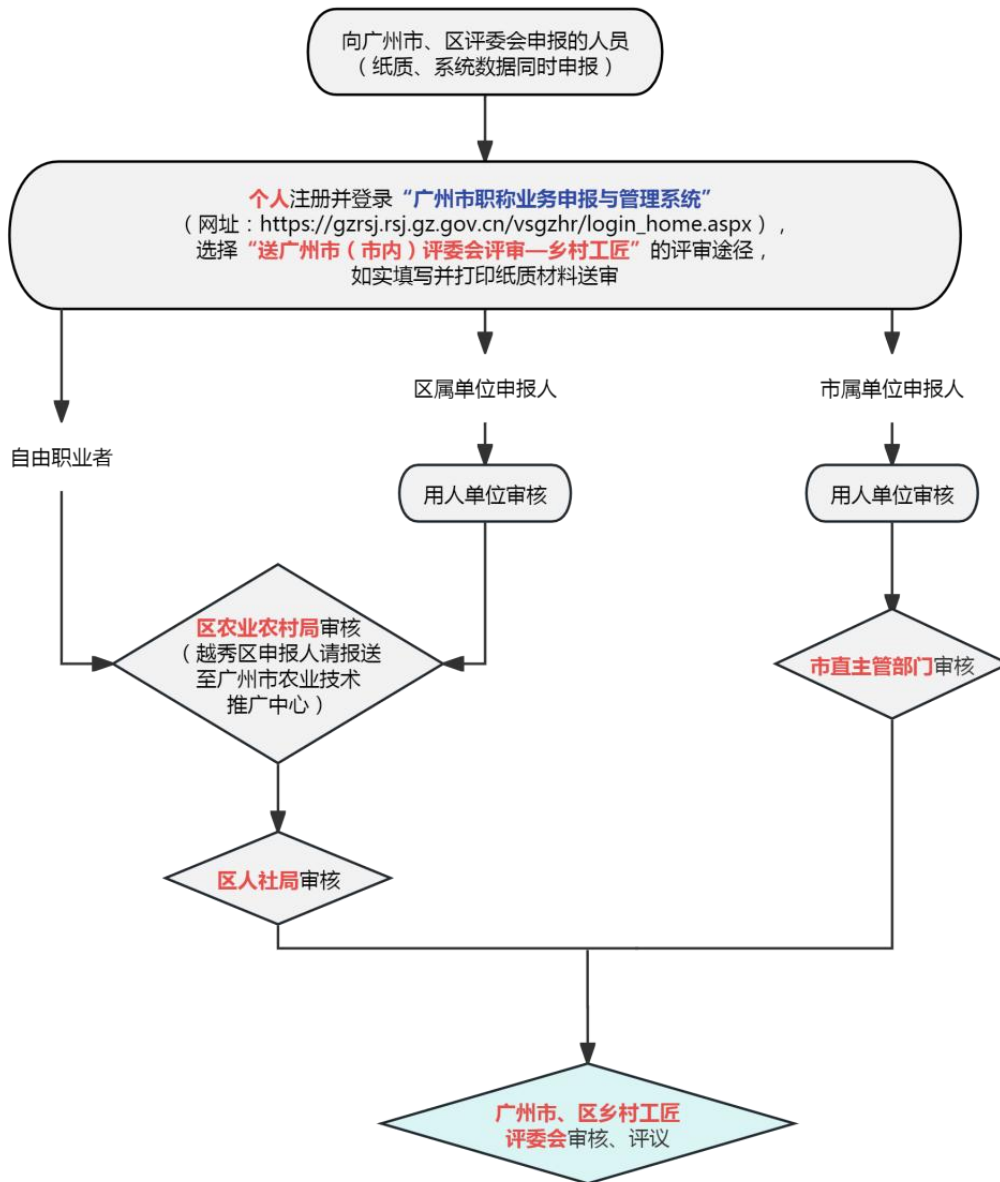 向广州市、区评委会申报的人员
（纸质、系统数据同时申报）
个人注册并登录“广州市职称业务申报与管理系统”
（网址：https://gzrsj.rsj.gz.gov.cn/vsgzhr/login_home.aspx），
选择“送广州市（市内）评委会评审—乡村工匠”的评审途径，
如实填写并打印纸质材料送审
区属单位申报人
市属单位申报人
自由职业者
用人单位审核
用人单位审核
区农业农村局审核
（越秀区申报人请报送
至广州市农业技术
推广中心）
市直主管部门审核
区人社局审核
广州市、区乡村工匠
评委会审核、评议